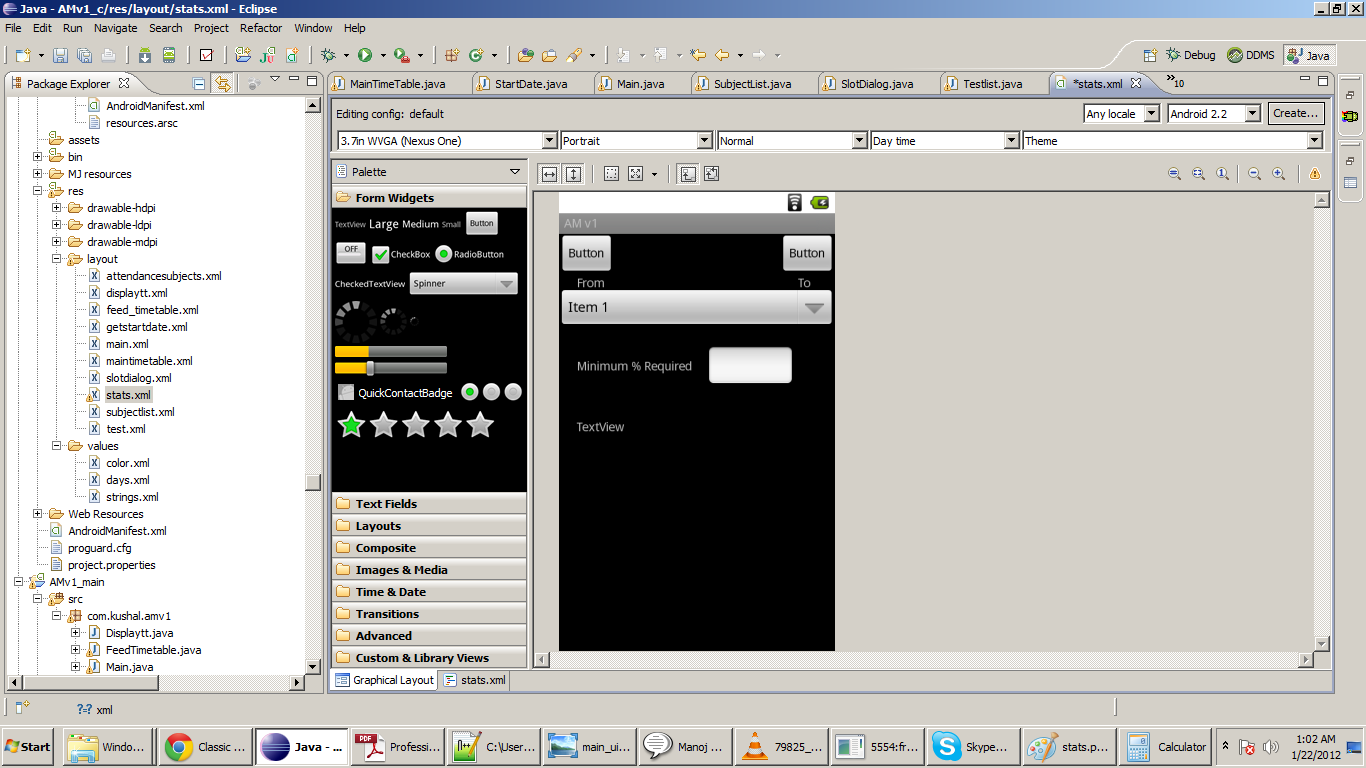 Java - AMv1_c/res/layout/stats.xml - Eclipse
File Edit Run Navigate Search Project Refactor Window Help
Debug DDMS Java
Package Explorer
MainTimeTable.java StartDate.java Main.java SubjectList.java SlotDialog.java Testlist.java *stats.xml »10
AndroidManifest.xml
resources.arsc
assets
bin
MJ resources
res
drawable-hdpi
drawable-ldpi
drawable-mdpi
layout
attendancesubjects.xml
displaytt.xml
feed_timetable.xml
getstartdate.xml
main.xml
maintimetable.xml
slotdialog.xml
stats.xml
subjectlist.xml
test.xml
values
color.xml
days.xml
strings.xml
Web Resources
AndroidManifest.xml
proguard.cfg
project.properties
AMv1_main
src
com.kushal.amv1
Displaytt.java
FeedTimetable.java
Main.java
Editing config: default
Any locale Android 2.2 Create...
3.7in WVGA (Nexus One) Portrait Normal Day time Theme
Palette
Form Widgets
TextView Large Medium Small Button
OFF CheckBox RadioButton
CheckedTextView Spinner
QuickContactBadge
Text Fields
Layouts
Composite
Images & Media
Time & Date
Transitions
Advanced
Custom & Library Views
AM v1
Button Button
From To
Item 1
Minimum % Required
TextView
Graphical Layout stats.xml
xml
Start Windo... Classic ... Java - ... Professi... C:\User... main_ui... Manoj ... 79825_... 5554:fr... Skype... stats.p... Calculator
1:02 AM
1/22/2012